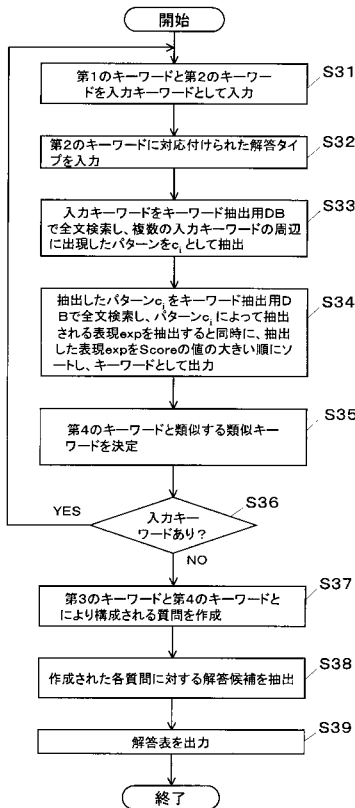 開始
第1のキーワードと第2のキーワー
ドを入力キーワードとして入力
S31
第2のキーワードに対応付けられた解答タイ
プを入力
S32
入力キーワードをキーワード抽出用DB
で全文検索し、複数の入力キーワードの周辺
に出現したパターンをciとして抽出
S33
抽出したパターンciをキーワード抽出用D
Bで全文検索し、パターンciによって抽出
される表現expを抽出すると同時に、抽出
した表現expをScoreの値の大きい順にソ
ートし、キーワードとして出力
S34
第4のキーワードと類似する類似キー
ワードを決定
S35
入力キー
ワードあり?
S36
YES
NO
第3のキーワードと第4のキーワードと
により構成される質問を作成
S37
作成された各質問に対する解答候補を抽出
S38
解答表を出力
S39
終了